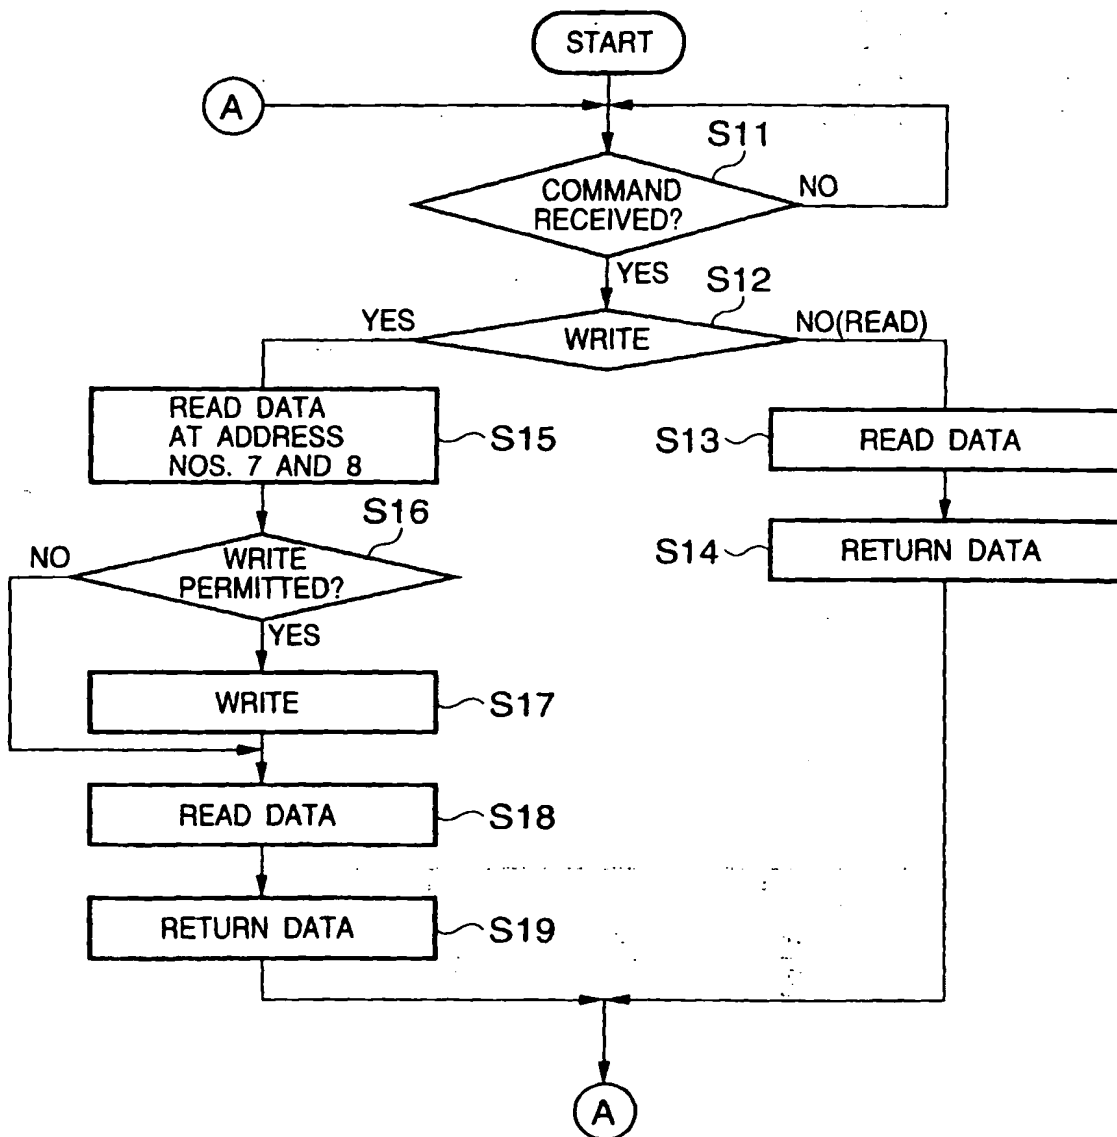 START
A
S11
COMMAND
RECEIVED?
NO
YES
S12
YES
WRITE
NO(READ)
READ DATA
AT ADDRESS
NOS. 7 AND 8
S15
S13
READ DATA
S16
NO
WRITE
PERMITTED?
S14
RETURN DATA
YES
WRITE
S17
READ DATA
S18
RETURN DATA
S19
A